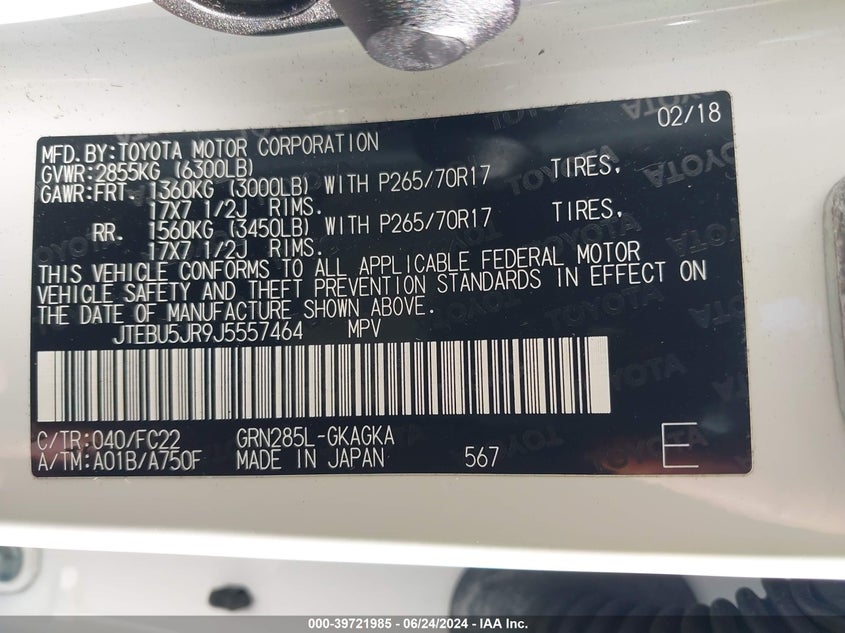 02/18
MFD.BY:TOYOTA MOTOR CORPORATION
GVWR:2855KG (6300LB)
GAWR:FRT. 1360KG (3000LB) WITH P265/70R17 TIRES,
17X7 1/2J RIMS.
RR. 1560KG (3450LB) WITH P265/70R17 TIRES,
17X7 1/2J RIMS.
THIS VEHICLE CONFORMS TO ALL APPLICABLE FEDERAL MOTOR
VEHICLE SAFETY AND THEFT PREVENTION STANDARDS IN EFFECT ON
THE DATE OF MANUFACTURE SHOWN ABOVE.
JTEBU5JR9J5557464 MPV
C/TR:040/FC22 GRN285L-GKAGKA
A/TM:A01B/A750F MADE IN JAPAN 567 E
000-39721985 - 06/24/2024 - IAA Inc.